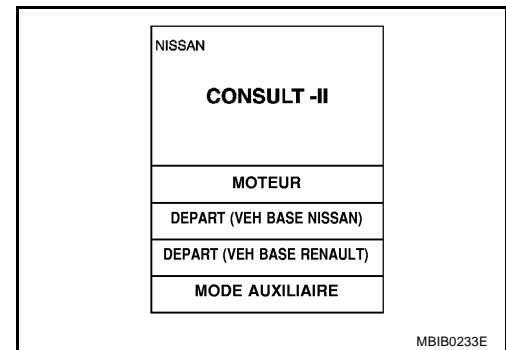 NISSAN
CONSULT -II
MOTEUR
DEPART (VEH BASE NISSAN)
DEPART (VEH BASE RENAULT)
MODE AUXILIAIRE
MBIB0233E